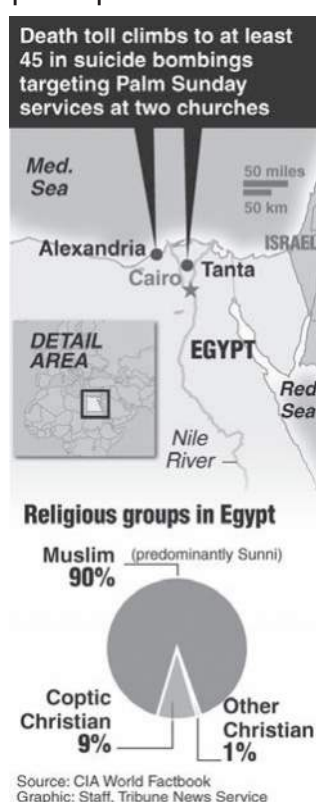 Death toll climbs to at least
45 in suicide bombings
targeting Palm Sunday
services at two churches
Med.
Sea
50 miles
50 km
ISRAEL
Alexandria
Tanta
Cairo
DETAIL
AREA
EGYPT
Red
Sea
Nile
River
Religious groups in Egypt
Muslim (predominantly Sunni)
90%
Coptic
Christian
9%
Other
Christian
1%
Source: CIA World Factbook
Graphic: Staff, Tribune News Service